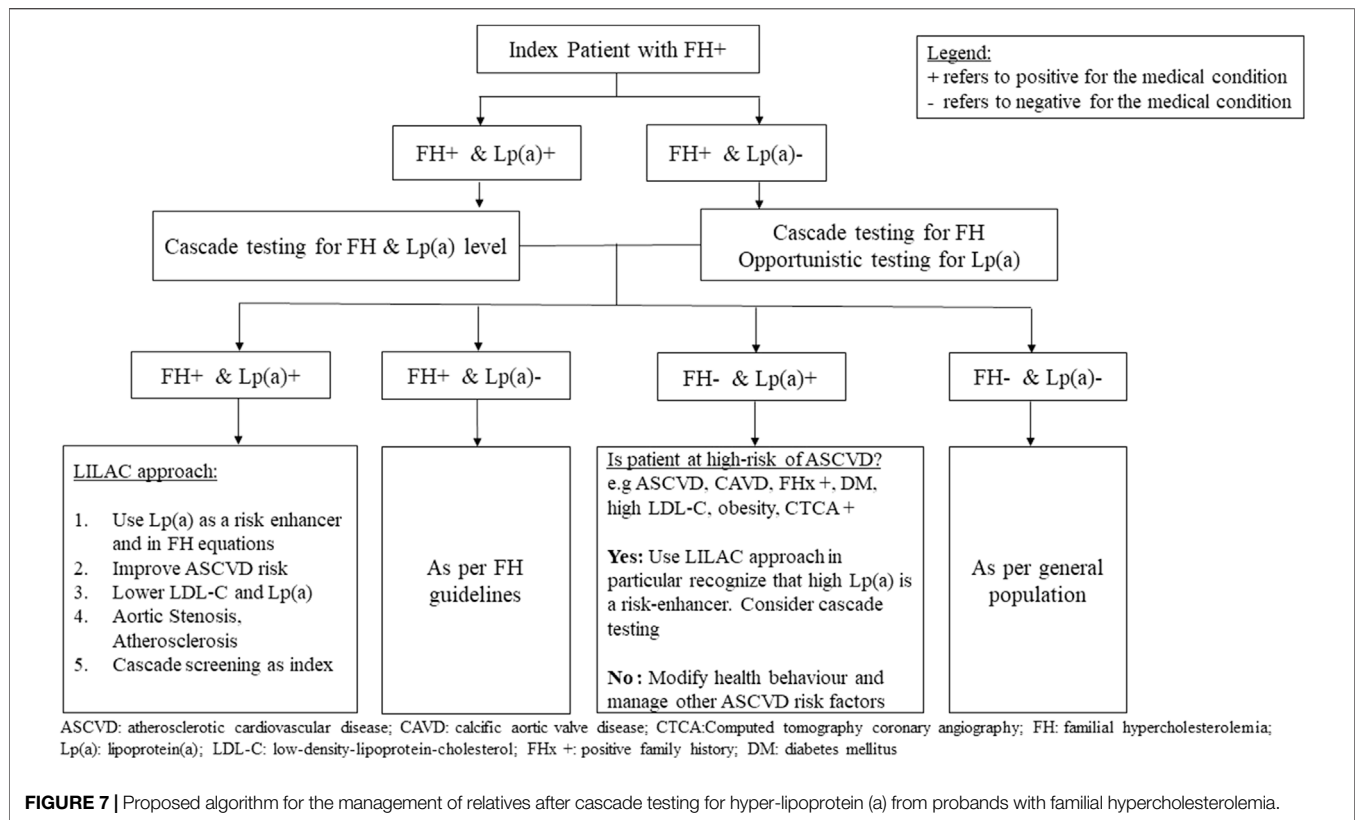 Index Patient with FH+
Legend:
+ refers to positive for the medical condition
- refers to negative for the medical condition
FH+ & Lp(a)+
FH+ & Lp(a)-
Cascade testing for FH & Lp(a) level
Cascade testing for FH
Opportunistic testing for Lp(a)
FH+ & Lp(a)+
FH+ & Lp(a)-
FH- & Lp(a)+
FH- & Lp(a)-
LILAC approach:
1. Use Lp(a) as a risk enhancer
and in FH equations
2. Improve ASCVD risk
3. Lower LDL-C and Lp(a)
4. Aortic Stenosis,
Atherosclerosis
5. Cascade screening as index
As per FH
guidelines
Is patient at high-risk of ASCVD?
e.g ASCVD, CAVD, FHx +, DM,
high LDL-C, obesity, CTCA +
Yes: Use LILAC approach in
particular recognize that high Lp(a) is
a risk-enhancer. Consider cascade
testing
No : Modify health behaviour and
manage other ASCVD risk factors
As per general
population
ASCVD: atherosclerotic cardiovascular disease; CAVD: calcific aortic valve disease; CTCA:Computed tomography coronary angiography; FH: familial hypercholesterolemia;
Lp(a): lipoprotein(a); LDL-C: low-density-lipoprotein-cholesterol; FHx +: positive family history; DM: diabetes mellitus
FIGURE 7 | Proposed algorithm for the management of relatives after cascade testing for hyper-lipoprotein (a) from probands with familial hypercholesterolemia.